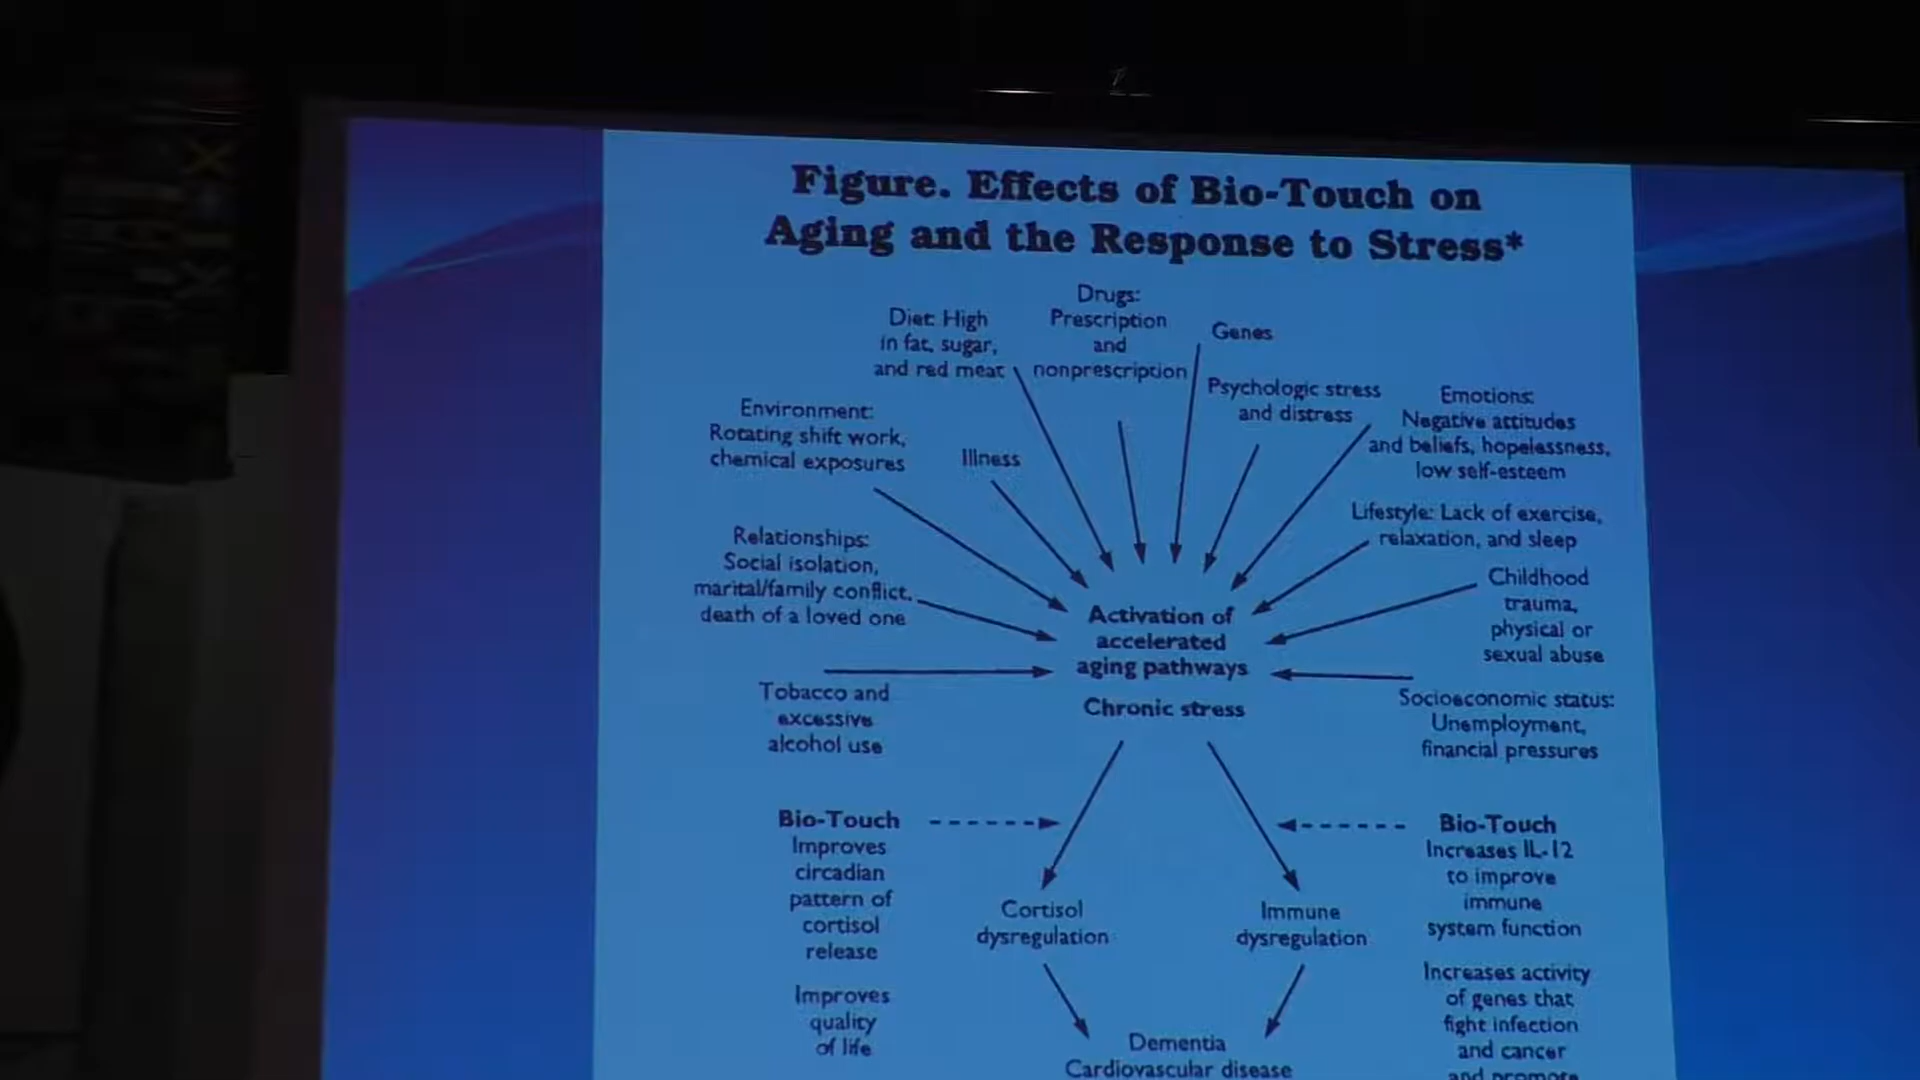 Figure. Effects of Bio-Touch on
Aging and the Response to Stress*
Drugs:
Prescription
and
nonprescription
Diet: High
in fat, sugar,
and red meat
Genes
Psychologic stress
and distress
Emotions:
Negative attitudes
and beliefs, hopelessness,
low self-esteem
Environment:
Rotating shift work,
chemical exposures
Illness
Lifestyle: Lack of exercise,
relaxation, and sleep
Relationships:
Social isolation,
marital/family conflict,
death of a loved one
Childhood
trauma,
physical or
sexual abuse
Activation of
accelerated
aging pathways
Chronic stress
Tobacco and
excessive
alcohol use
Socioeconomic status:
Unemployment,
financial pressures
Bio-Touch
Improves
circadian
pattern of
cortisol
release
Improves
quality
of life
Cortisol
dysregulation
Immune
dysregulation
Bio-Touch
Increases IL-12
to improve
immune
system function
Increases activity
of genes that
fight infection
and cancer
and promote
Dementia
Cardiovascular disease